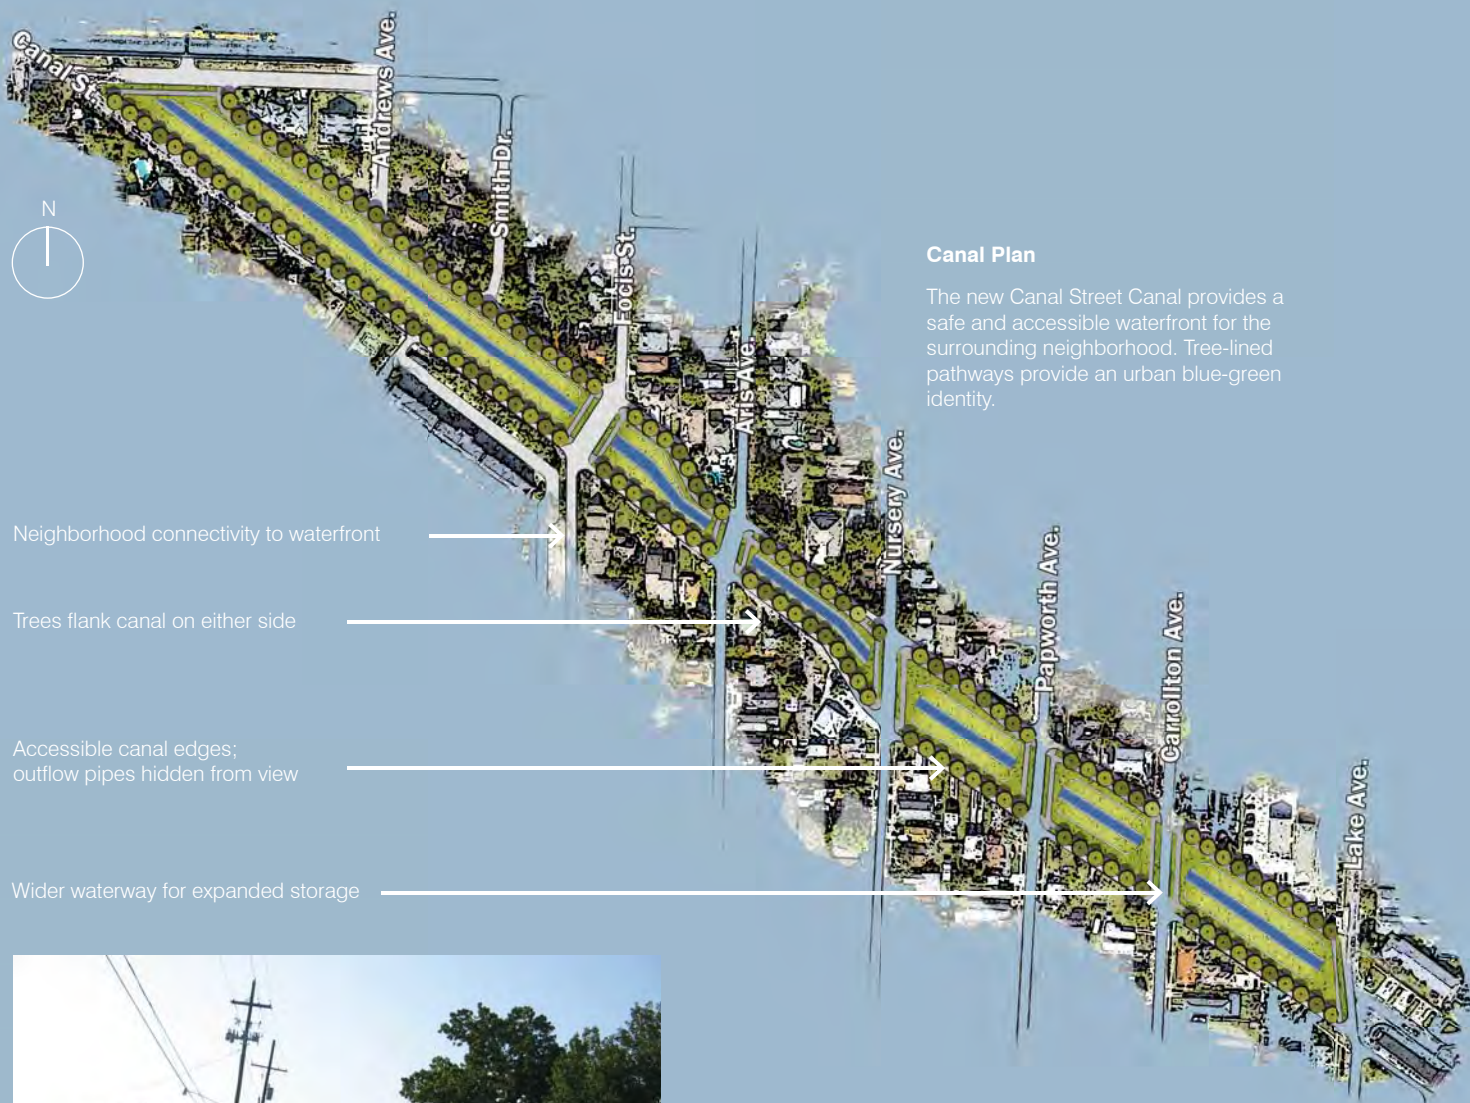 Canal St.
Andrews Ave.
Smith Dr.
N
Focis St.
Canal Plan
The new Canal Street Canal provides a
safe and accessible waterfront for the
surrounding neighborhood. Tree-lined
pathways provide an urban blue-green
identity.
Aris Ave.
Nursery Ave.
Neighborhood connectivity to waterfront
Papworth Ave.
Trees flank canal on either side
Carrollton Ave.
Accessible canal edges;
outflow pipes hidden from view
Lake Ave.
Wider waterway for expanded storage